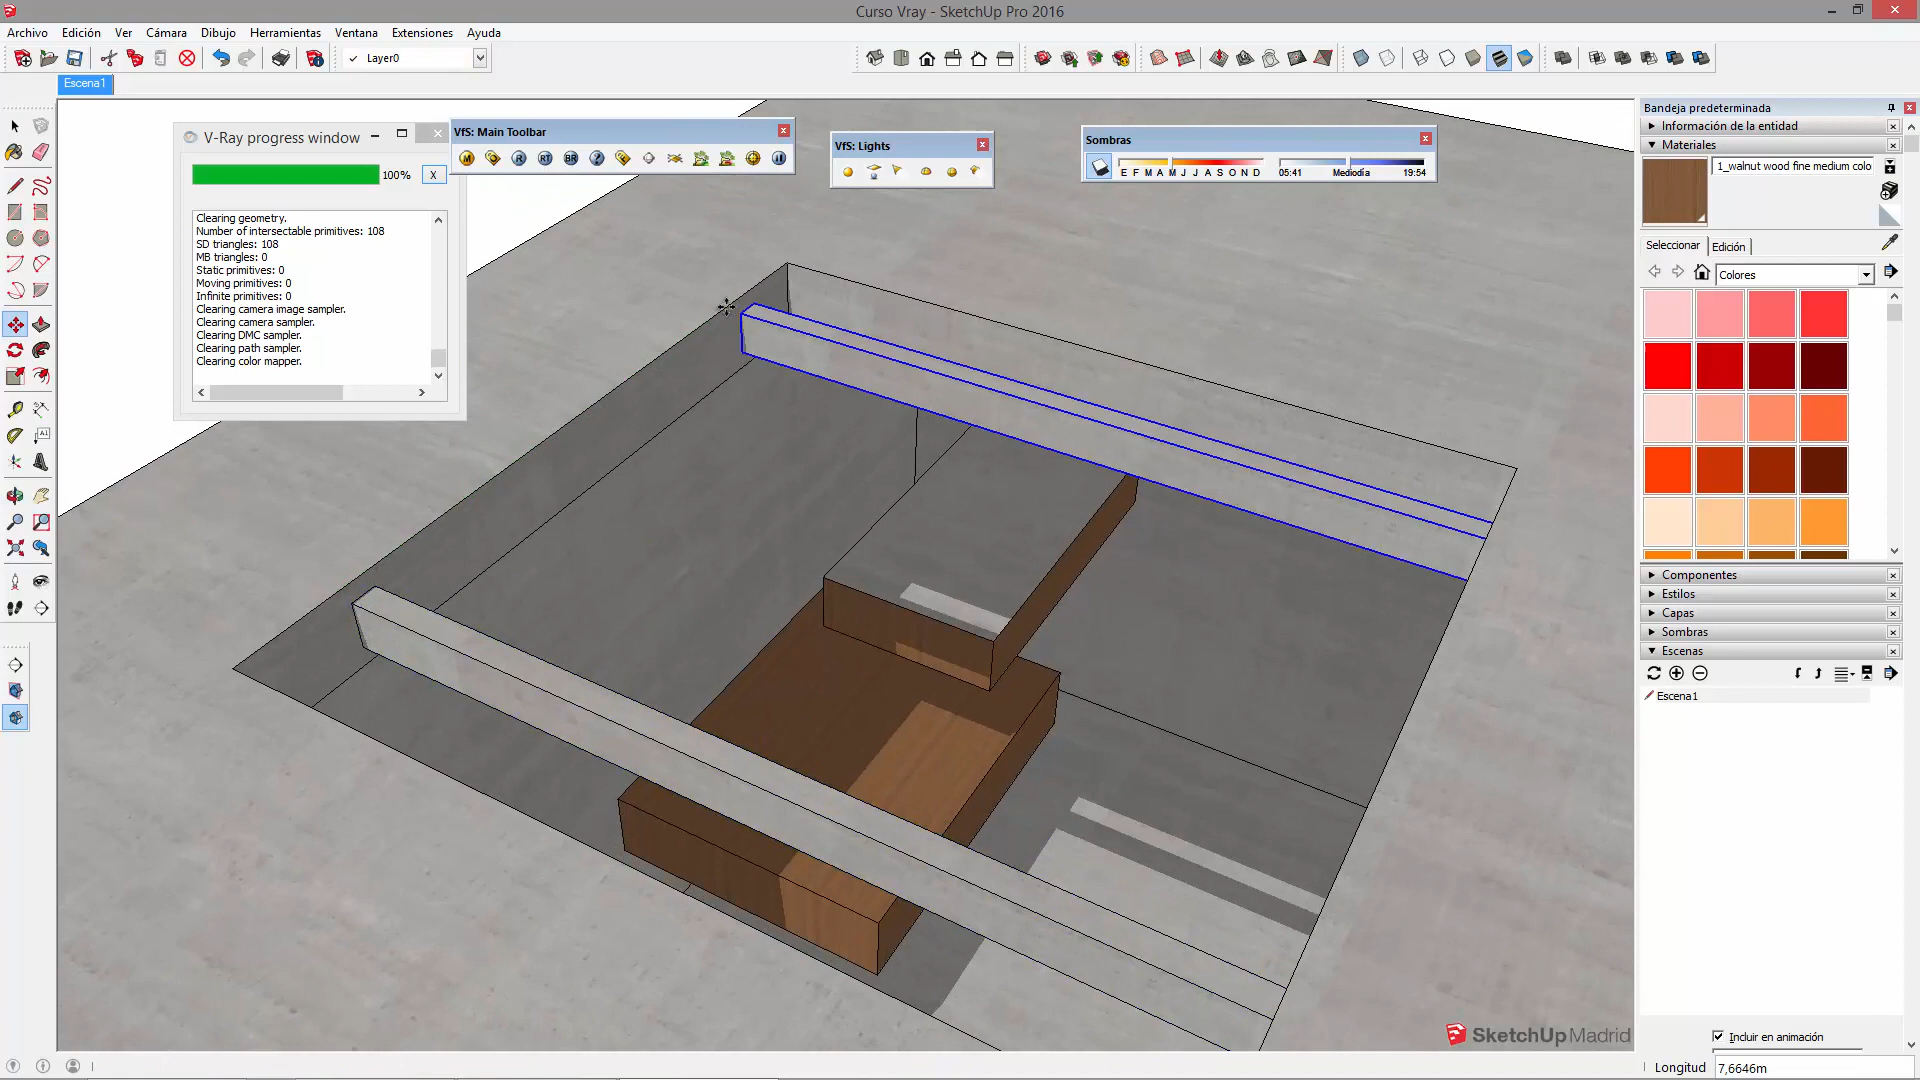 Curso Vray - SketchUp Pro 2016
Archivo Edición Ver Cámara Dibujo Herramientas Ventana Extensiones Ayuda
Layer0
Escena1
V-Ray progress window
100%
X
Clearing geometry.
Number of intersectable primitives: 108
SD triangles: 108
MB triangles: 0
Static primitives: 0
Moving primitives: 0
Infinite primitives: 0
Clearing camera image sampler.
Clearing camera sampler.
Clearing DMC sampler.
Clearing path sampler.
Clearing color mapper.
VfS: Main Toolbar
M R RT BR ?
VfS: Lights
Sombras
E F M A M J J A S O N D 05:41 Mediodía 19:54
Bandeja predeterminada
Información de la entidad
Materiales
1_walnut wood fine medium colo
Seleccionar Edición
Colores
Componentes
Estilos
Capas
Sombras
Escenas
Escena1
Incluir en animación
SketchUp Madrid
Longitud 7,6646m